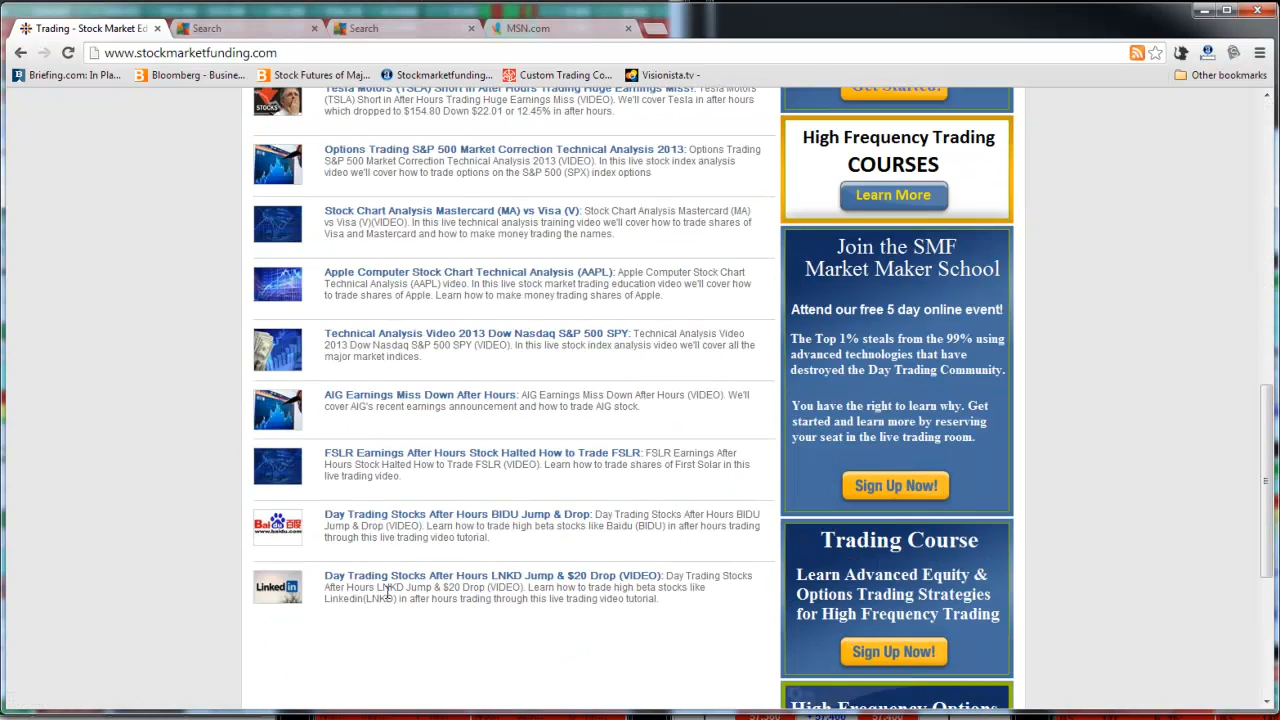 Trading - Stock Market Ed
Search
Search
MSN.com
www.stockmarketfunding.com
Briefing.com: In Pla...
Bloomberg - Busine...
Stock Futures of Maj...
Stockmarketfunding...
Custom Trading Co...
Visionista.tv -
Other bookmarks
Tesla Motors (TSLA) Short in After Hours Trading Huge Earnings Miss!: Tesla Motors
(TSLA) Short in After Hours Trading Huge Earnings Miss (VIDEO). We'll cover Tesla in after hours
which dropped to $154.80 Down $22.01 or 12.45% in after hours.
STOCKS
Options Trading S&P 500 Market Correction Technical Analysis 2013: Options Trading
S&P 500 Market Correction Technical Analysis 2013 (VIDEO). In this live stock index analysis
video we'll cover how to trade options on the S&P 500 (SPX) index options
Stock Chart Analysis Mastercard (MA) vs Visa (V): Stock Chart Analysis Mastercard (MA)
vs Visa (V)(VIDEO). In this live technical analysis training video we'll cover how to trade shares of
Visa and Mastercard and how to make money trading the names.
Apple Computer Stock Chart Technical Analysis (AAPL): Apple Computer Stock Chart
Technical Analysis (AAPL) video. In this live stock market trading education video we'll cover how
to trade shares of Apple. Learn how to make money trading shares of Apple.
Technical Analysis Video 2013 Dow Nasdaq S&P 500 SPY: Technical Analysis Video
2013 Dow Nasdaq S&P 500 SPY (VIDEO). In this live stock index analysis video we'll cover all the
major market indices.
AIG Earnings Miss Down After Hours: AIG Earnings Miss Down After Hours (VIDEO). We'll
cover AIG's recent earnings announcement and how to trade AIG stock.
FSLR Earnings After Hours Stock Halted How to Trade FSLR: FSLR Earnings After
Hours Stock Halted How to Trade FSLR (VIDEO). Learn how to trade shares of First Solar in this
live trading video.
Bai du 百度
www.baidu.com
Day Trading Stocks After Hours BIDU Jump & Drop: Day Trading Stocks After Hours BIDU
Jump & Drop (VIDEO). Learn how to trade high beta stocks like Baidu (BIDU) in after hours trading
through this live trading video tutorial.
Linked in
Day Trading Stocks After Hours LNKD Jump & $20 Drop (VIDEO): Day Trading Stocks
After Hours LNKD Jump & $20 Drop (VIDEO). Learn how to trade high beta stocks like
Linkedin(LNKD) in after hours trading through this live trading video tutorial.
Get Started!
High Frequency Trading
COURSES
Learn More
Join the SMF
Market Maker School
Attend our free 5 day online event!
The Top 1% steals from the 99% using
advanced technologies that have
destroyed the Day Trading Community.
You have the right to learn why. Get
started and learn more by reserving
your seat in the live trading room.
Sign Up Now!
Trading Course
Learn Advanced Equity &
Options Trading Strategies
for High Frequency Trading
Sign Up Now!
High Frequency Options